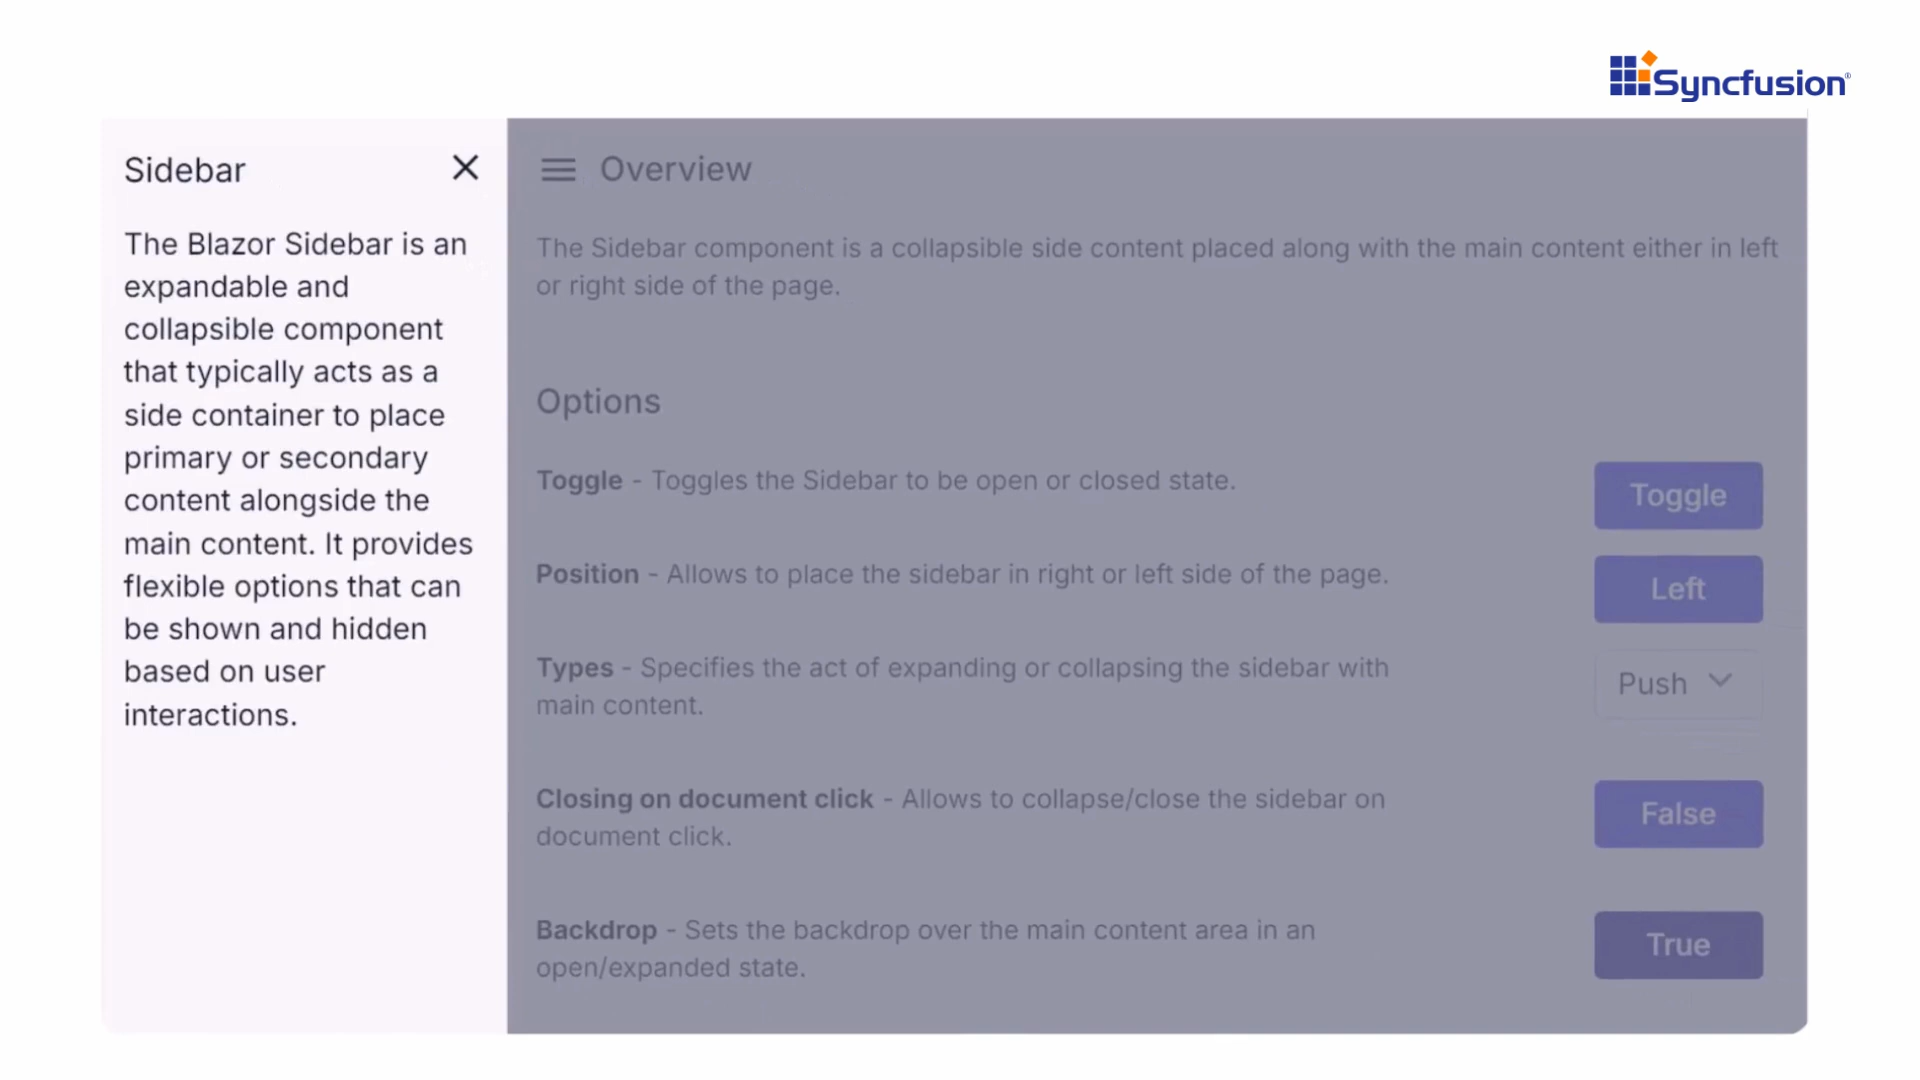 Syncfusion®
Sidebar
The Blazor Sidebar is an
expandable and
collapsible component
that typically acts as a
side container to place
primary or secondary
content alongside the
main content. It provides
flexible options that can
be shown and hidden
based on user
interactions.
Overview
The Sidebar component is a collapsible side content placed along with the main content either in left
or right side of the page.
Options
Toggle - Toggles the Sidebar to be open or closed state.
Toggle
Position - Allows to place the sidebar in right or left side of the page.
Left
Types - Specifies the act of expanding or collapsing the sidebar with
main content.
Push
Closing on document click - Allows to collapse/close the sidebar on
document click.
False
Backdrop - Sets the backdrop over the main content area in an
open/expanded state.
True